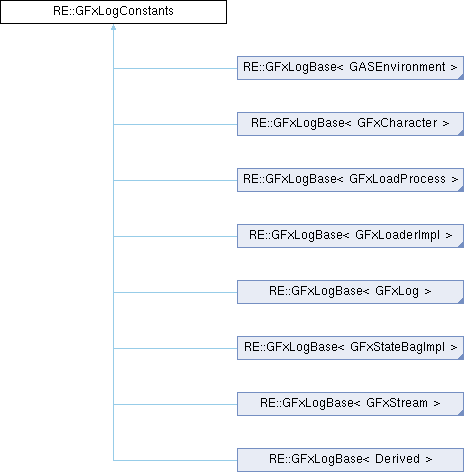 RE::GFxLogConstants
RE::GFxLogBase< GASEnvironment >
RE::GFxLogBase< GFxCharacter >
RE::GFxLogBase< GFxLoadProcess >
RE::GFxLogBase< GFxLoaderImpl >
RE::GFxLogBase< GFxLog >
RE::GFxLogBase< GFxStateBagImpl >
RE::GFxLogBase< GFxStream >
RE::GFxLogBase< Derived >